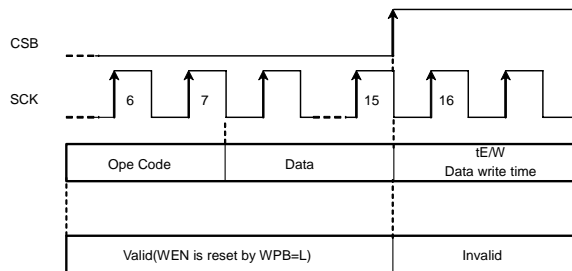 CSB
SCK
6
7
15
16
Ope Code
Data
tE/W
Data write time
Valid(WEN is reset by WPB=L)
Invalid